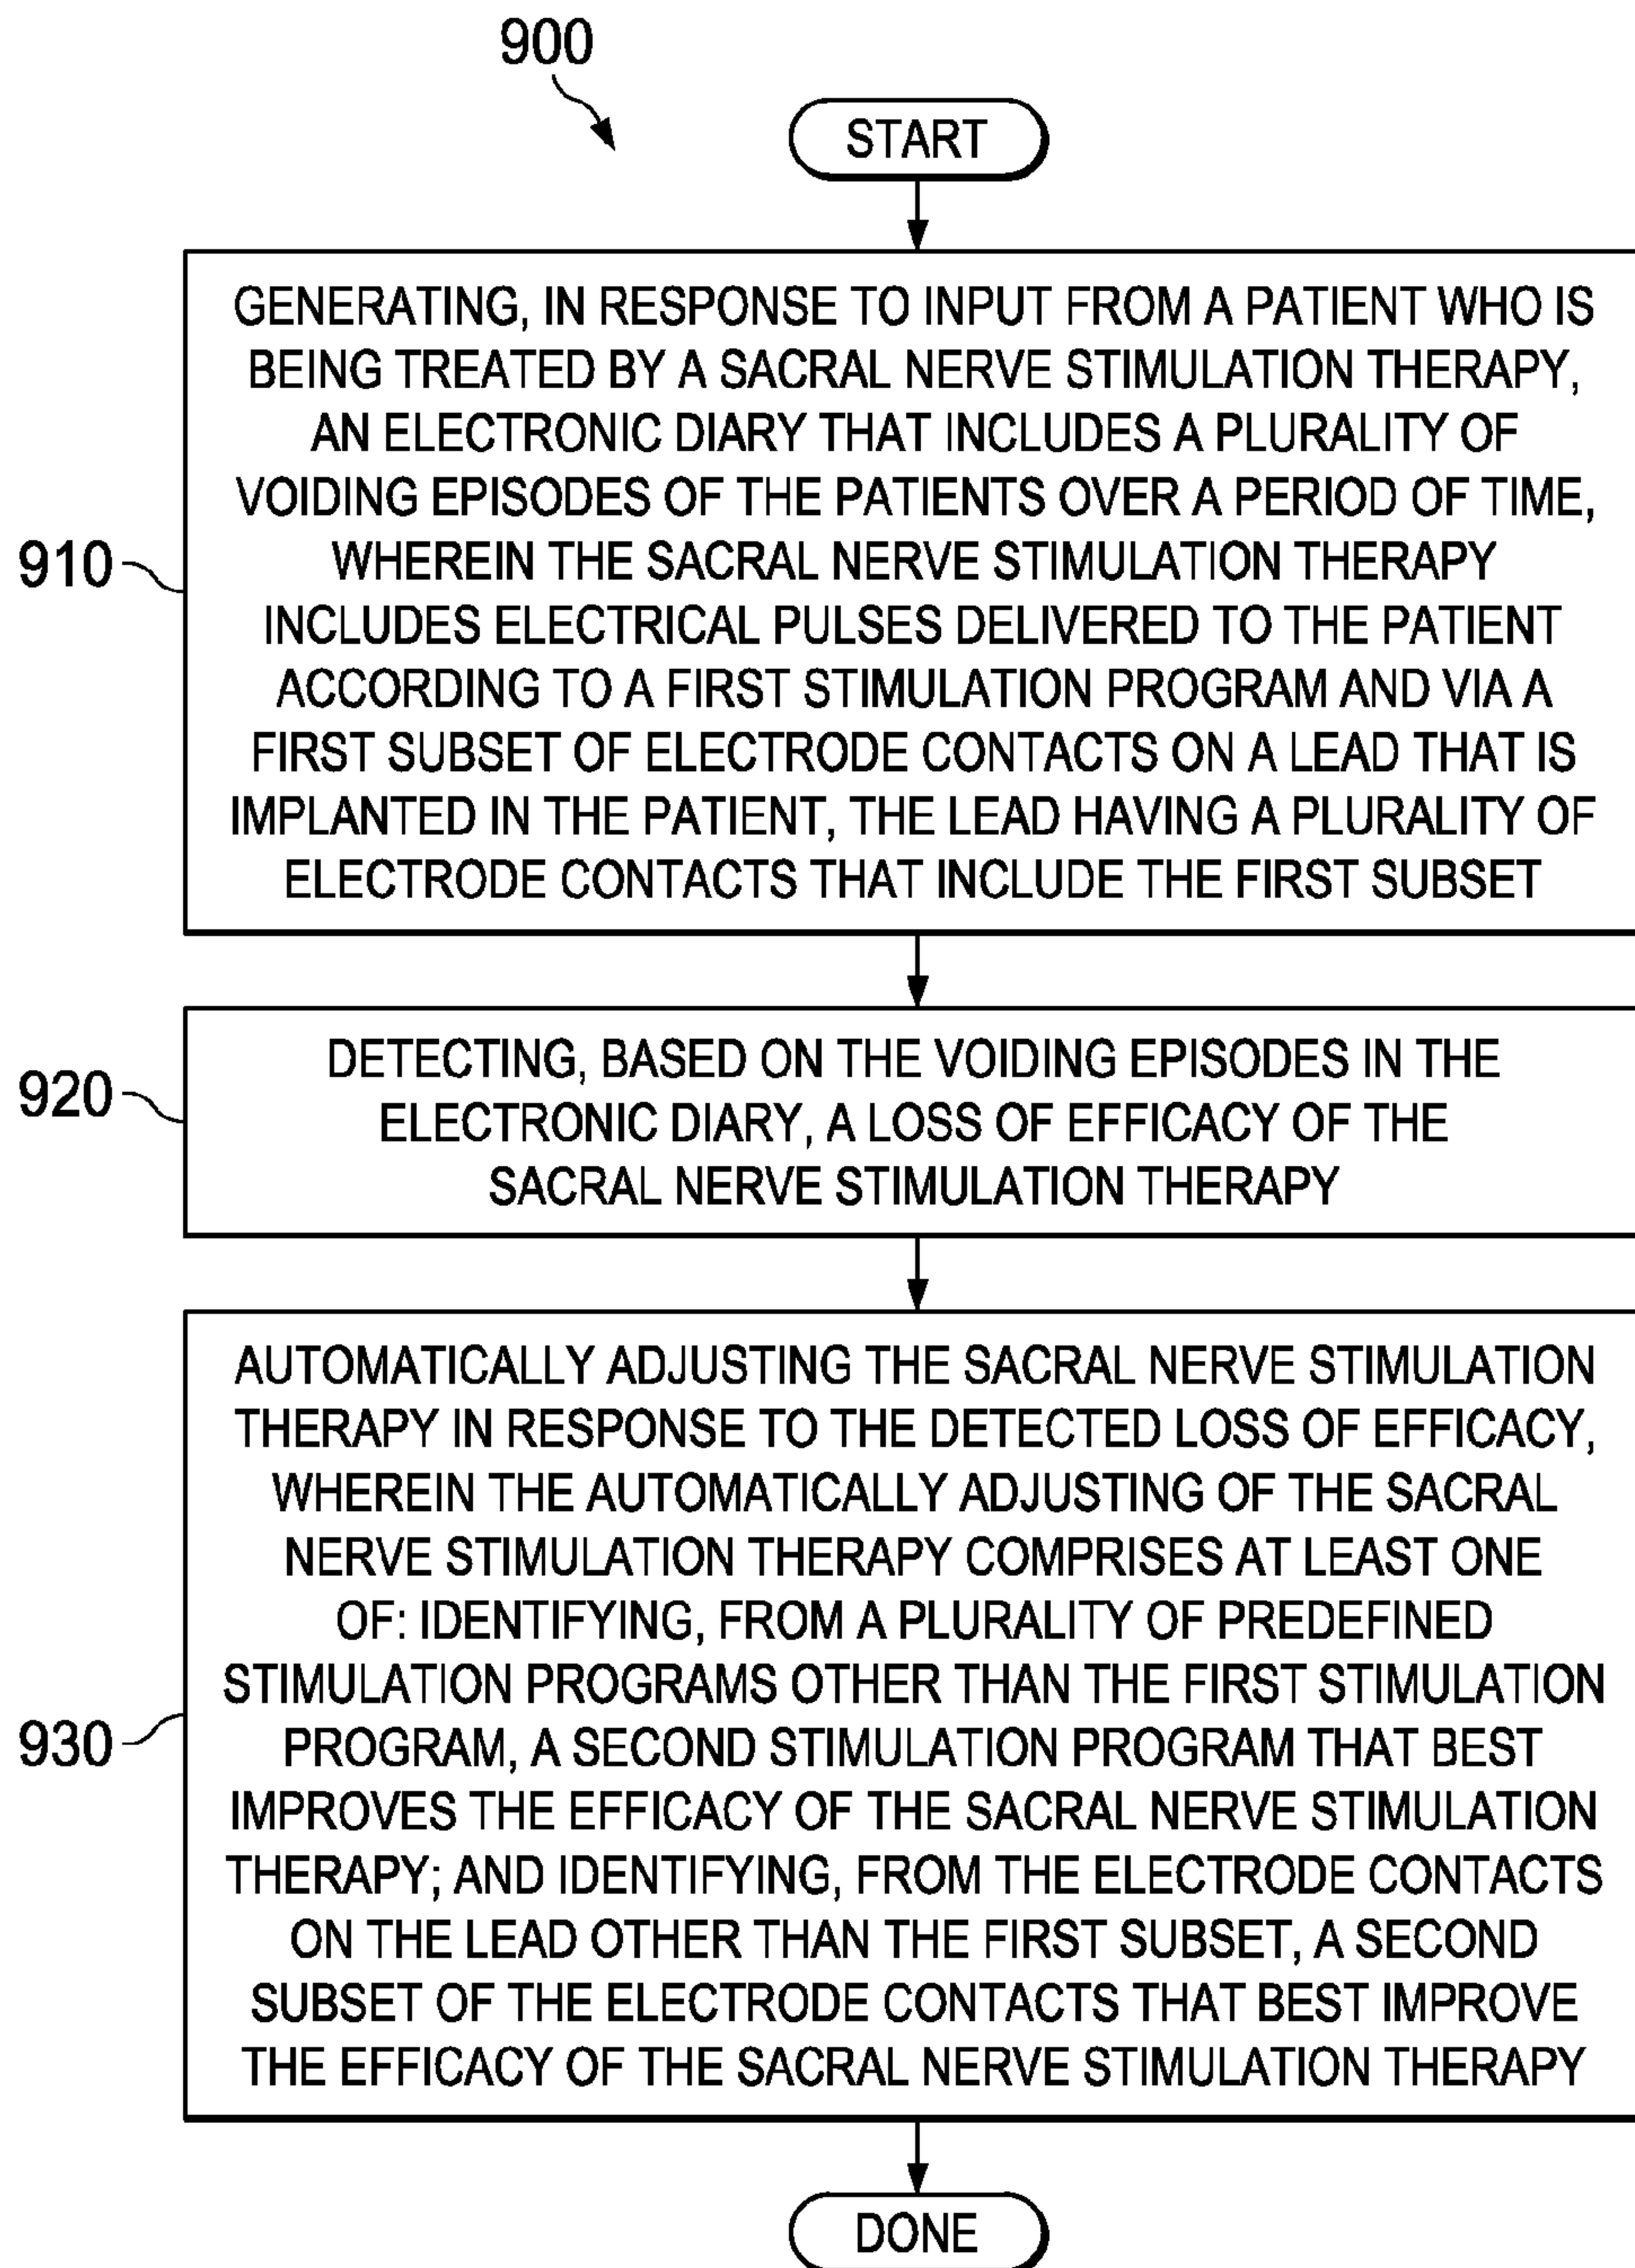 900
START
GENERATING, IN RESPONSE TO INPUT FROM A PATIENT WHO IS
BEING TREATED BY A SACRAL NERVE STIMULATION THERAPY,
AN ELECTRONIC DIARY THAT INCLUDES A PLURALITY OF
VOIDING EPISODES OF THE PATIENTS OVER A PERIOD OF TIME,
WHEREIN THE SACRAL NERVE STIMULATION THERAPY
INCLUDES ELECTRICAL PULSES DELIVERED TO THE PATIENT
ACCORDING TO A FIRST STIMULATION PROGRAM AND VIA A
FIRST SUBSET OF ELECTRODE CONTACTS ON A LEAD THAT IS
IMPLANTED IN THE PATIENT, THE LEAD HAVING A PLURALITY OF
ELECTRODE CONTACTS THAT INCLUDE THE FIRST SUBSET
910
DETECTING, BASED ON THE VOIDING EPISODES IN THE
ELECTRONIC DIARY, A LOSS OF EFFICACY OF THE
SACRAL NERVE STIMULATION THERAPY
920
AUTOMATICALLY ADJUSTING THE SACRAL NERVE STIMULATION
THERAPY IN RESPONSE TO THE DETECTED LOSS OF EFFICACY,
WHEREIN THE AUTOMATICALLY ADJUSTING OF THE SACRAL
NERVE STIMULATION THERAPY COMPRISES AT LEAST ONE
OF: IDENTIFYING, FROM A PLURALITY OF PREDEFINED
STIMULATION PROGRAMS OTHER THAN THE FIRST STIMULATION
PROGRAM, A SECOND STIMULATION PROGRAM THAT BEST
IMPROVES THE EFFICACY OF THE SACRAL NERVE STIMULATION
THERAPY; AND IDENTIFYING, FROM THE ELECTRODE CONTACTS
ON THE LEAD OTHER THAN THE FIRST SUBSET, A SECOND
SUBSET OF THE ELECTRODE CONTACTS THAT BEST IMPROVE
THE EFFICACY OF THE SACRAL NERVE STIMULATION THERAPY
930
DONE